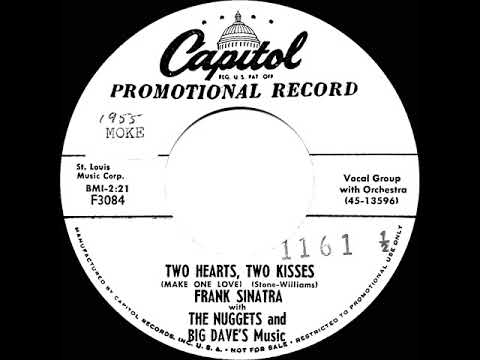 Capitol
REG. U.S. PAT. OFF.
PROMOTIONAL RECORD
1955
MOKE
St. Louis
Music Corp.
BMI-2:21
F3084
Vocal Group
with Orchestra
(45-13596)
1161 ½
TWO HEARTS, TWO KISSES
(MAKE ONE LOVE) (Stone-Williams)
FRANK SINATRA
with
THE NUGGETS and
BIG DAVE'S Music
MANUFACTURED BY CAPITOL RECORDS, INC. U. S. A. • NOT FOR SALE • RESTRICTED TO PROMOTIONAL USE ONLY